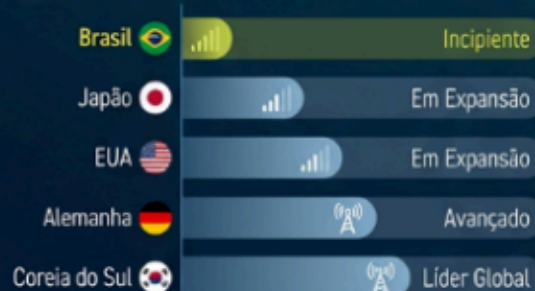 Brasil Incipiente
Japão Em Expansão
EUA Em Expansão
Alemanha Avançado
Coreia do Sul Líder Global